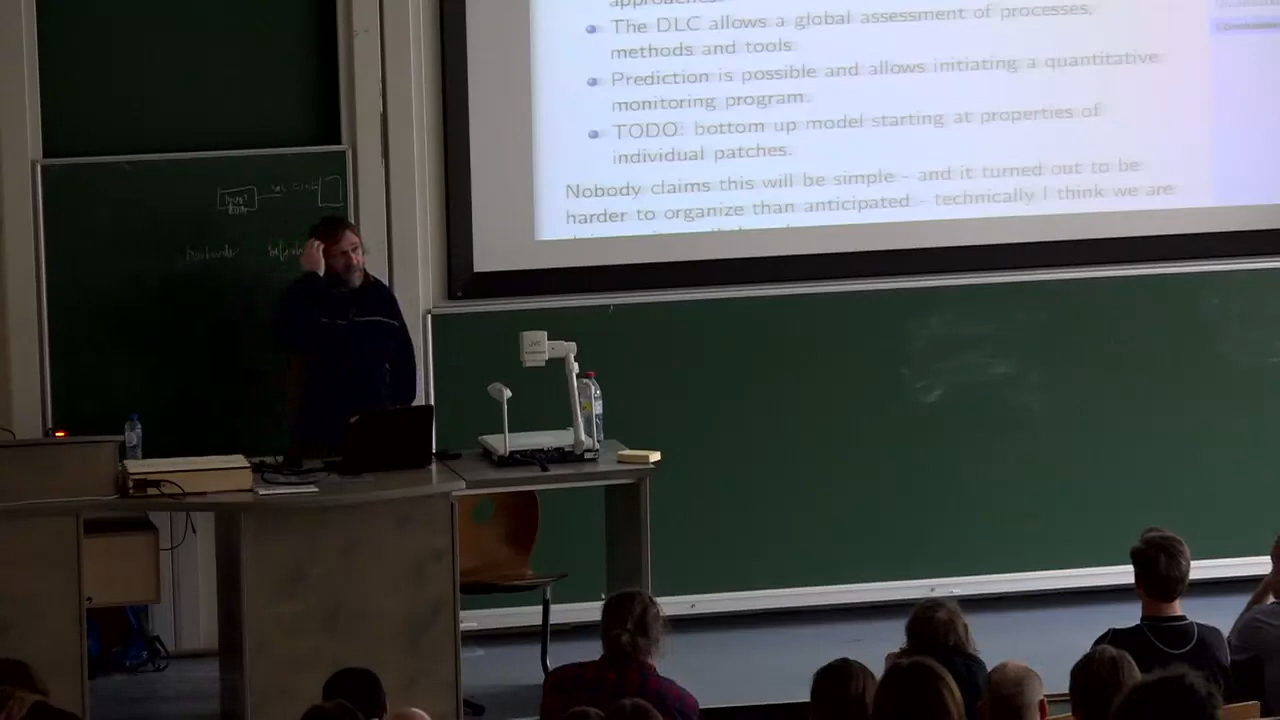 The DLC allows a global assessment of processes,
methods and tools
Prediction is possible and allows initiating a quantitative
monitoring program.
TODO: bottom up model starting at properties of
individual patches.
Nobody claims this will be simple - and it turned out to be
harder to organize than anticipated - technically I think we are
JVC